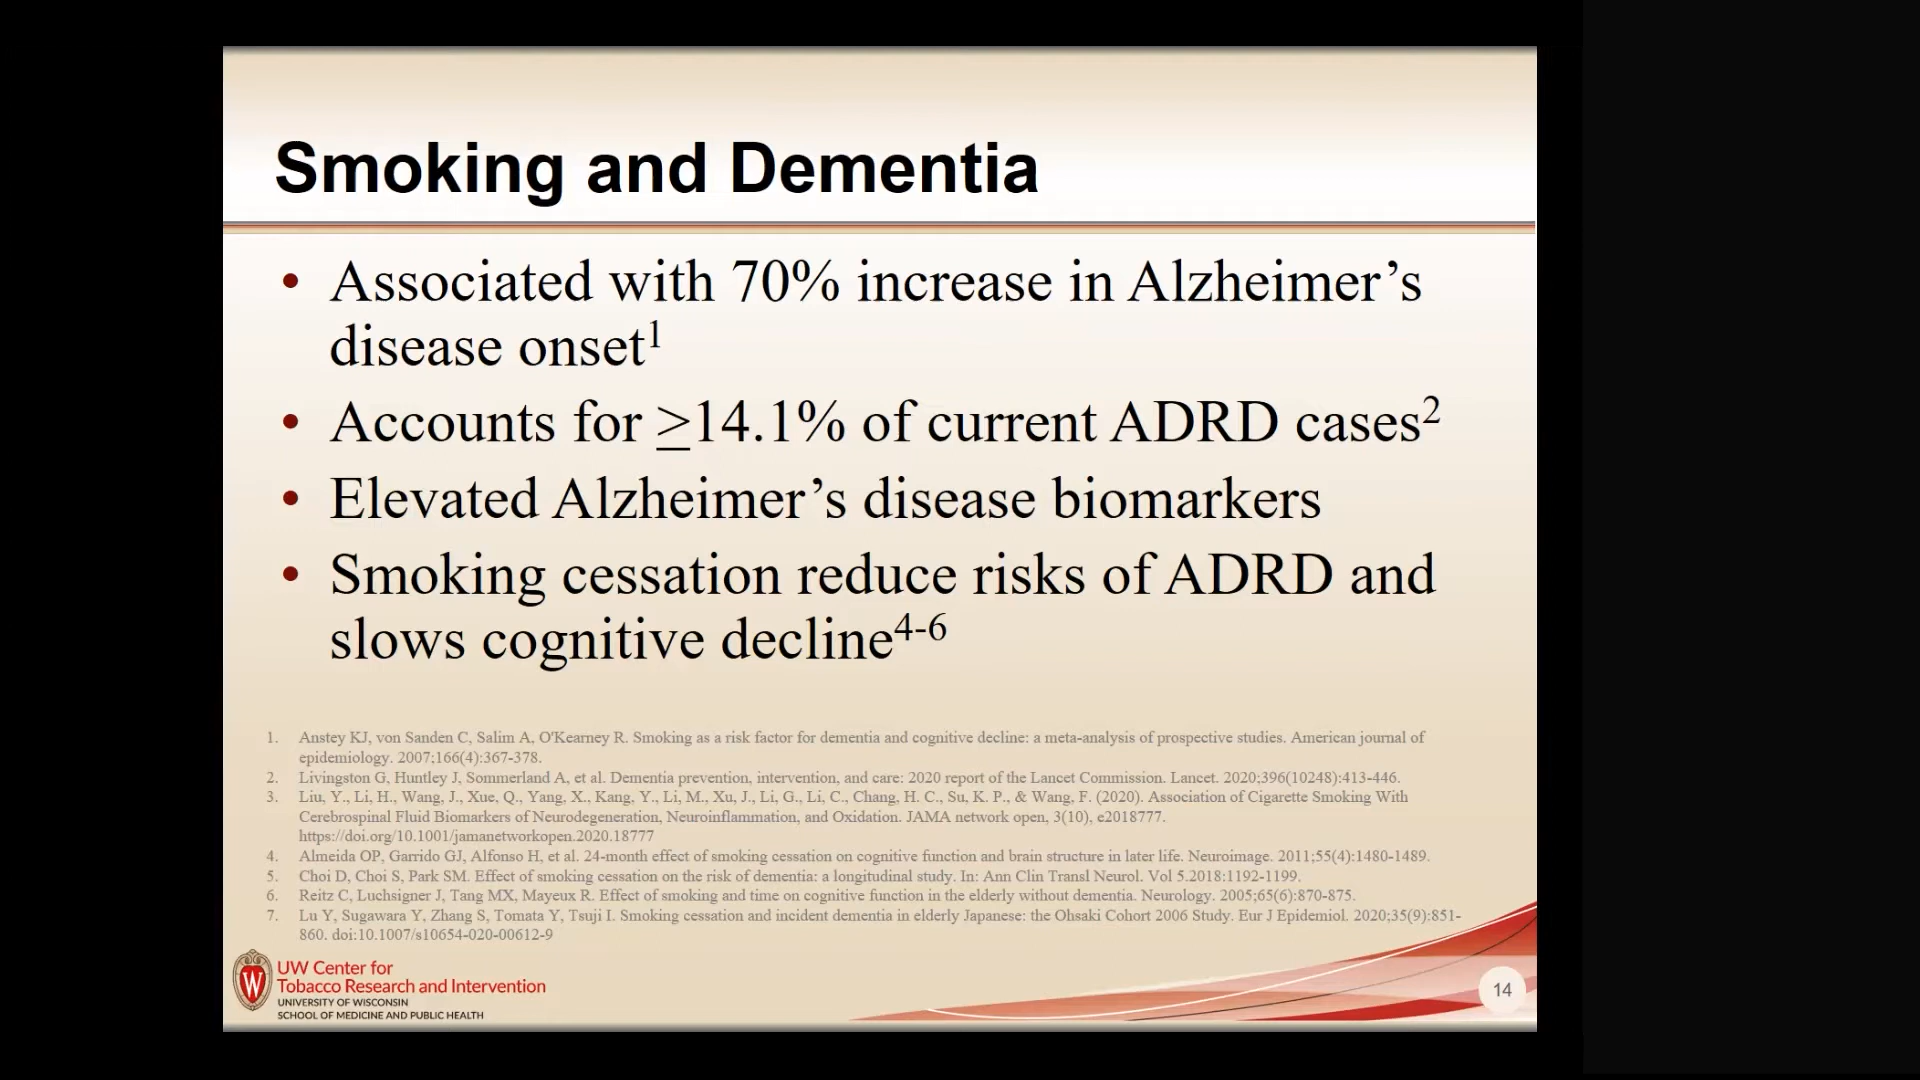 Smoking and Dementia
• Associated with 70% increase in Alzheimer’s
disease onset1
• Accounts for >14.1% of current ADRD cases2
• Elevated Alzheimer’s disease biomarkers
• Smoking cessation reduce risks of ADRD and
slows cognitive decline4-6
1. Anstey KJ, von Sanden C, Salim A, O'Kearney R. Smoking as a risk factor for dementia and cognitive decline: a meta-analysis of prospective studies. American journal of
epidemiology. 2007;166(4):367-378.
2. Livingston G, Huntley J, Sommerland A, et al. Dementia prevention, intervention, and care: 2020 report of the Lancet Commission. Lancet. 2020;396(10248):413-446.
3. Liu, Y., Li, H., Wang, J., Xue, Q., Yang, X., Kang, Y., Li, M., Xu, J., Li, G., Li, C., Chang, H. C., Su, K. P., & Wang, F. (2020). Association of Cigarette Smoking With
Cerebrospinal Fluid Biomarkers of Neurodegeneration, Neuroinflammation, and Oxidation. JAMA network open, 3(10), e2018777.
https://doi.org/10.1001/jamanetworkopen.2020.18777
4. Almeida OP, Garrido GJ, Alfonso H, et al. 24-month effect of smoking cessation on cognitive function and brain structure in later life. Neuroimage. 2011;55(4):1480-1489.
5. Choi D, Choi S, Park SM. Effect of smoking cessation on the risk of dementia: a longitudinal study. In: Ann Clin Transl Neurol. Vol 5.2018:1192-1199.
6. Reitz C, Luchsigner J, Tang MX, Mayeux R. Effect of smoking and time on cognitive function in the elderly without dementia. Neurology. 2005;65(6):870-875.
7. Lu Y, Sugawara Y, Zhang S, Tomata Y, Tsuji I. Smoking cessation and incident dementia in elderly Japanese: the Ohsaki Cohort 2006 Study. Eur J Epidemiol. 2020;35(9):851-
860. doi:10.1007/s10654-020-00612-9
W
UW Center for
Tobacco Research and Intervention
UNIVERSITY OF WISCONSIN
SCHOOL OF MEDICINE AND PUBLIC HEALTH
14